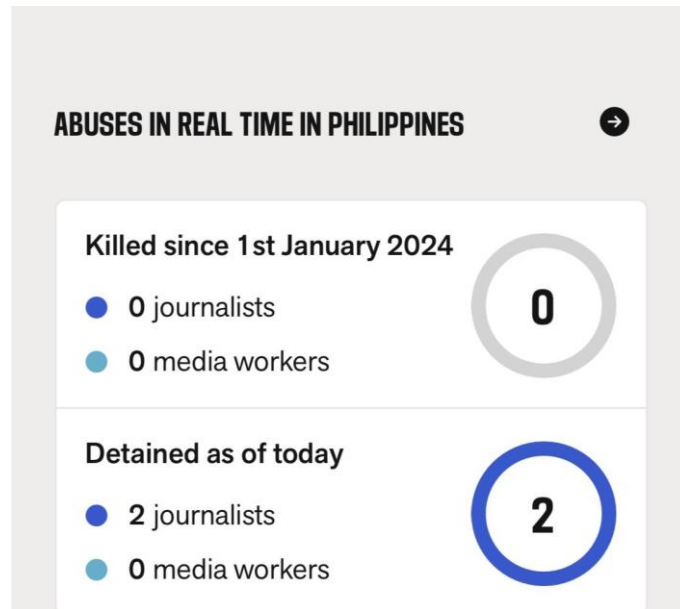 ABUSES IN REAL TIME IN PHILIPPINES
Killed since 1st January 2024
0 journalists
0 media workers
0
Detained as of today
2 journalists
0 media workers
2